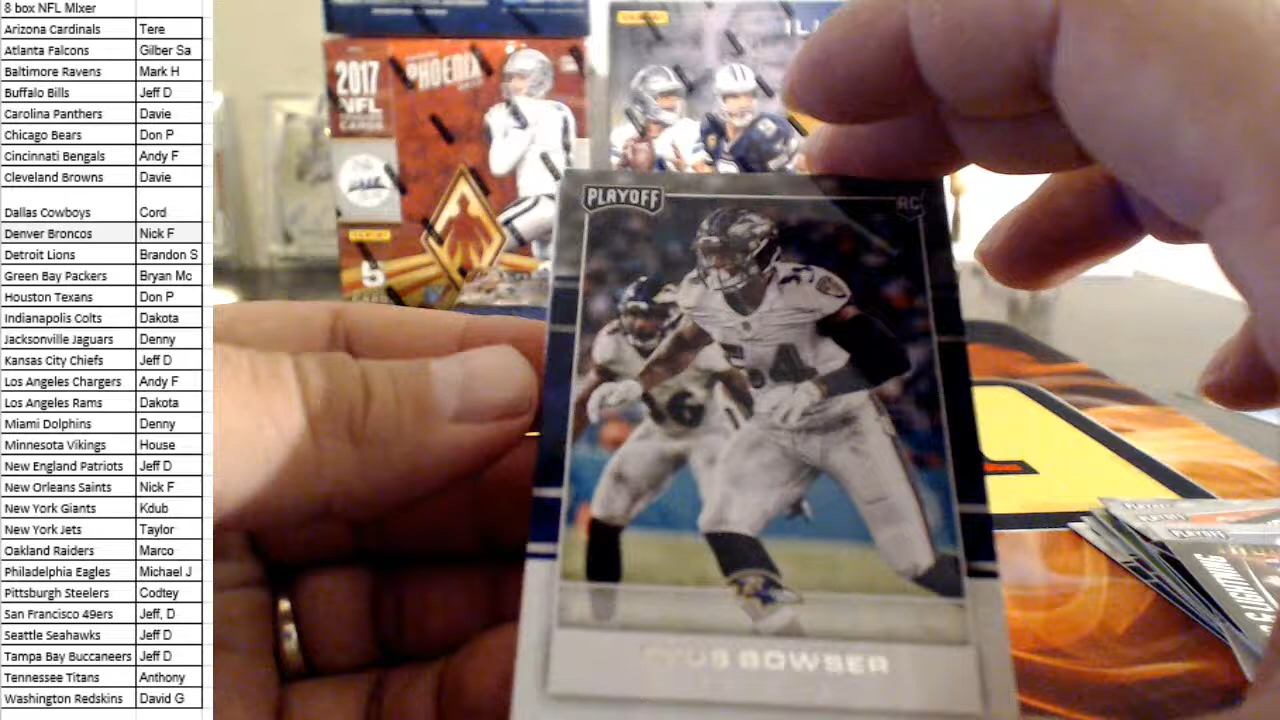 8 box NFL MIxer
Arizona Cardinals Tere
Atlanta Falcons Gilber Sa
Baltimore Ravens Mark H
Buffalo Bills Jeff D
Carolina Panthers Davie
Chicago Bears Don P
Cincinnati Bengals Andy F
Cleveland Browns Davie
Dallas Cowboys Cord
Denver Broncos Nick F
Detroit Lions Brandon S
Green Bay Packers Bryan Mc
Houston Texans Don P
Indianapolis Colts Dakota
Jacksonville Jaguars Denny
Kansas City Chiefs Jeff D
Los Angeles Chargers Andy F
Los Angeles Rams Dakota
Miami Dolphins Denny
Minnesota Vikings House
New England Patriots Jeff D
New Orleans Saints Nick F
New York Giants Kdub
New York Jets Taylor
Oakland Raiders Marco
Philadelphia Eagles Michael J
Pittsburgh Steelers Codtey
San Francisco 49ers Jeff, D
Seattle Seahawks Jeff D
Tampa Bay Buccaneers Jeff D
Tennessee Titans Anthony
Washington Redskins David G
2017
NFL
PHOENIX
PANINI
5
PANINI
PLAYOFF
RC
54
BOWSER
PLAYOFF